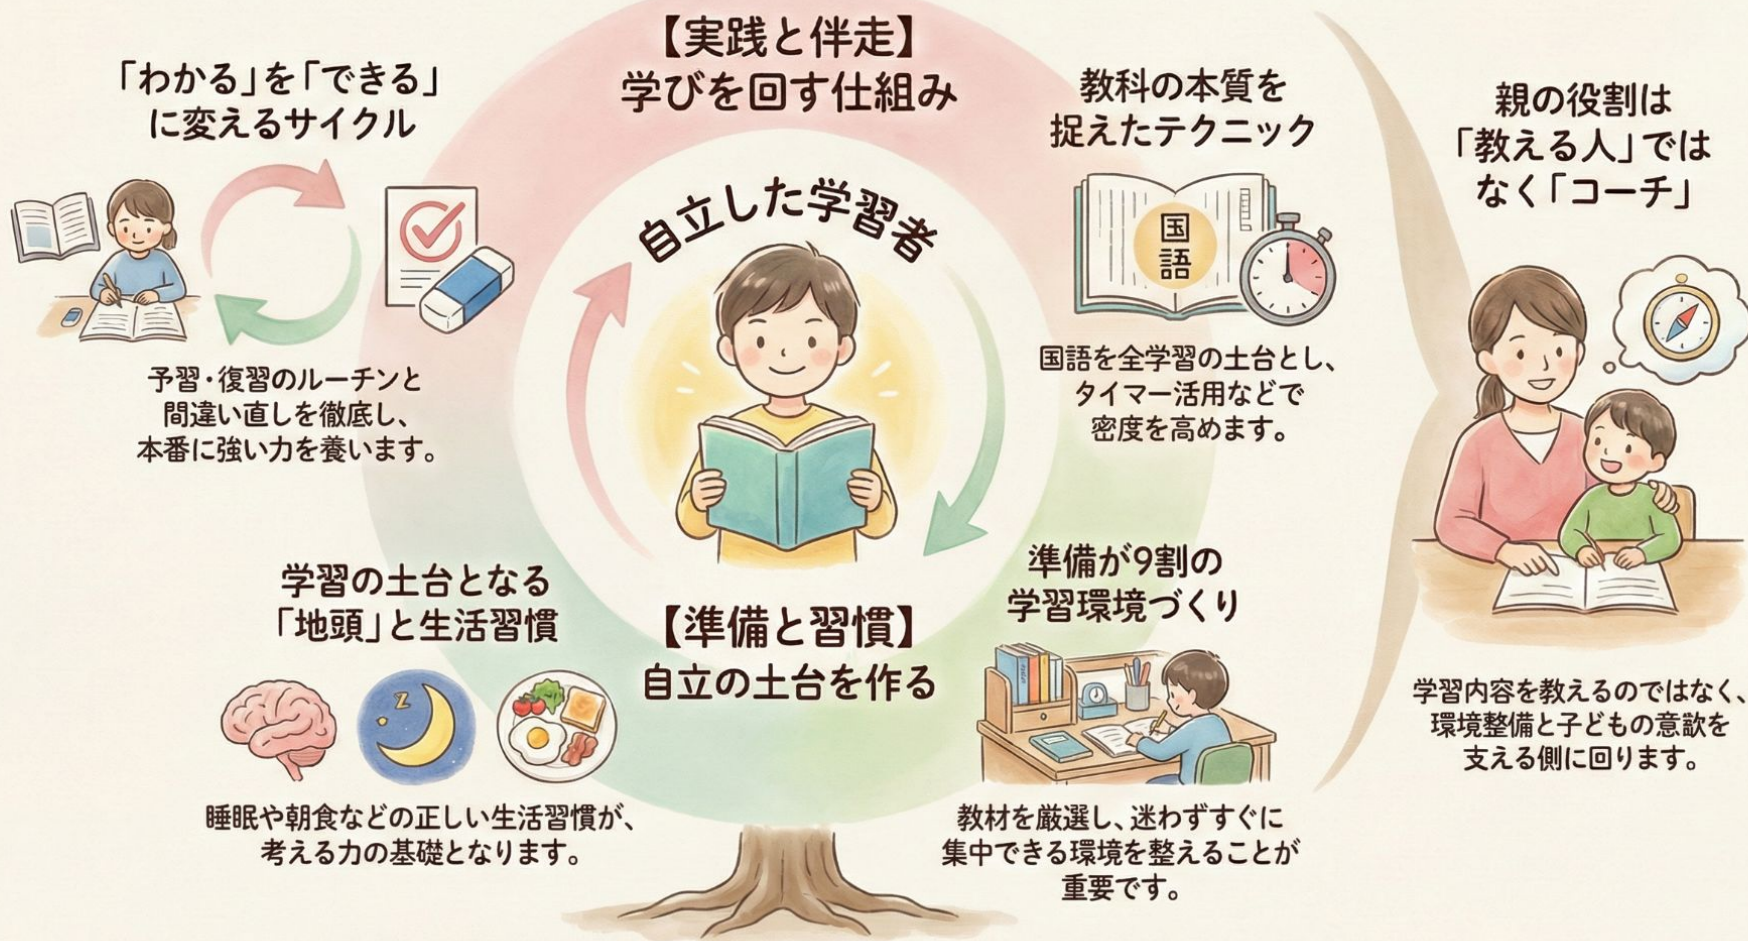 【実践と伴走】
学びを回す仕組み
「わかる」を「できる」
に変えるサイクル
予習・復習のルーチンと
間違い直しを徹底し、
本番に強い力を養います。
自立した学習者
教科の本質を
捉えたテクニック
国
語
国語を全学習の土台とし、
タイマー活用などで
密度を高めます。
学習の土台となる
「地頭」と生活習慣
z
睡眠や朝食などの正しい生活習慣が、
考える力の基礎となります。
【準備と習慣】
自立の土台を作る
準備が9割の
学習環境づくり
教材を厳選し、迷わずすぐに
集中できる環境を整えることが
重要です。
親の役割は
「教える人」では
なく「コーチ」
学習内容を教えるのではなく、
環境整備と子どもの意欲を
支える側に回ります。